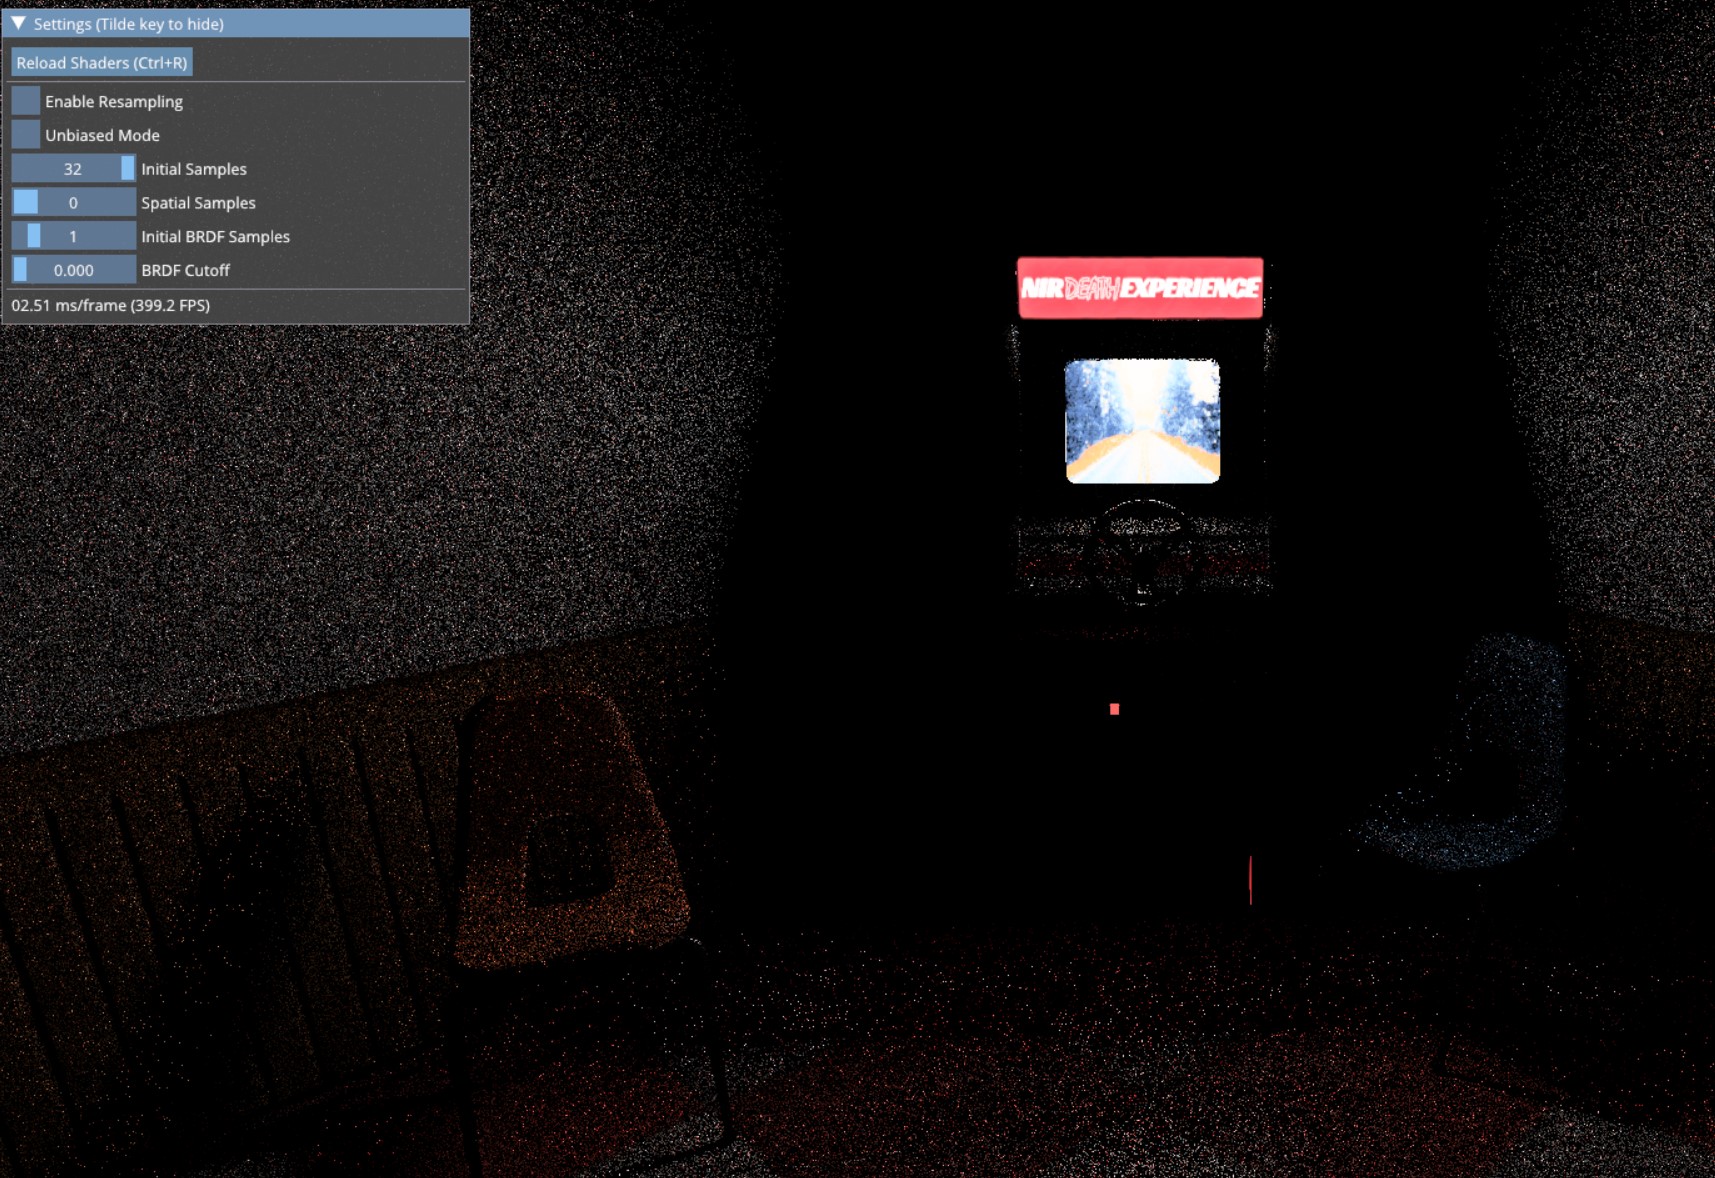 Settings (Tilde key to hide)
Reload Shaders (Ctrl+R)
Enable Resampling
Unbiased Mode
32 Initial Samples
0 Spatial Samples
1 Initial BRDF Samples
0.000 BRDF Cutoff
02.51 ms/frame (399.2 FPS)
NIR DEATH EXPERIENCE